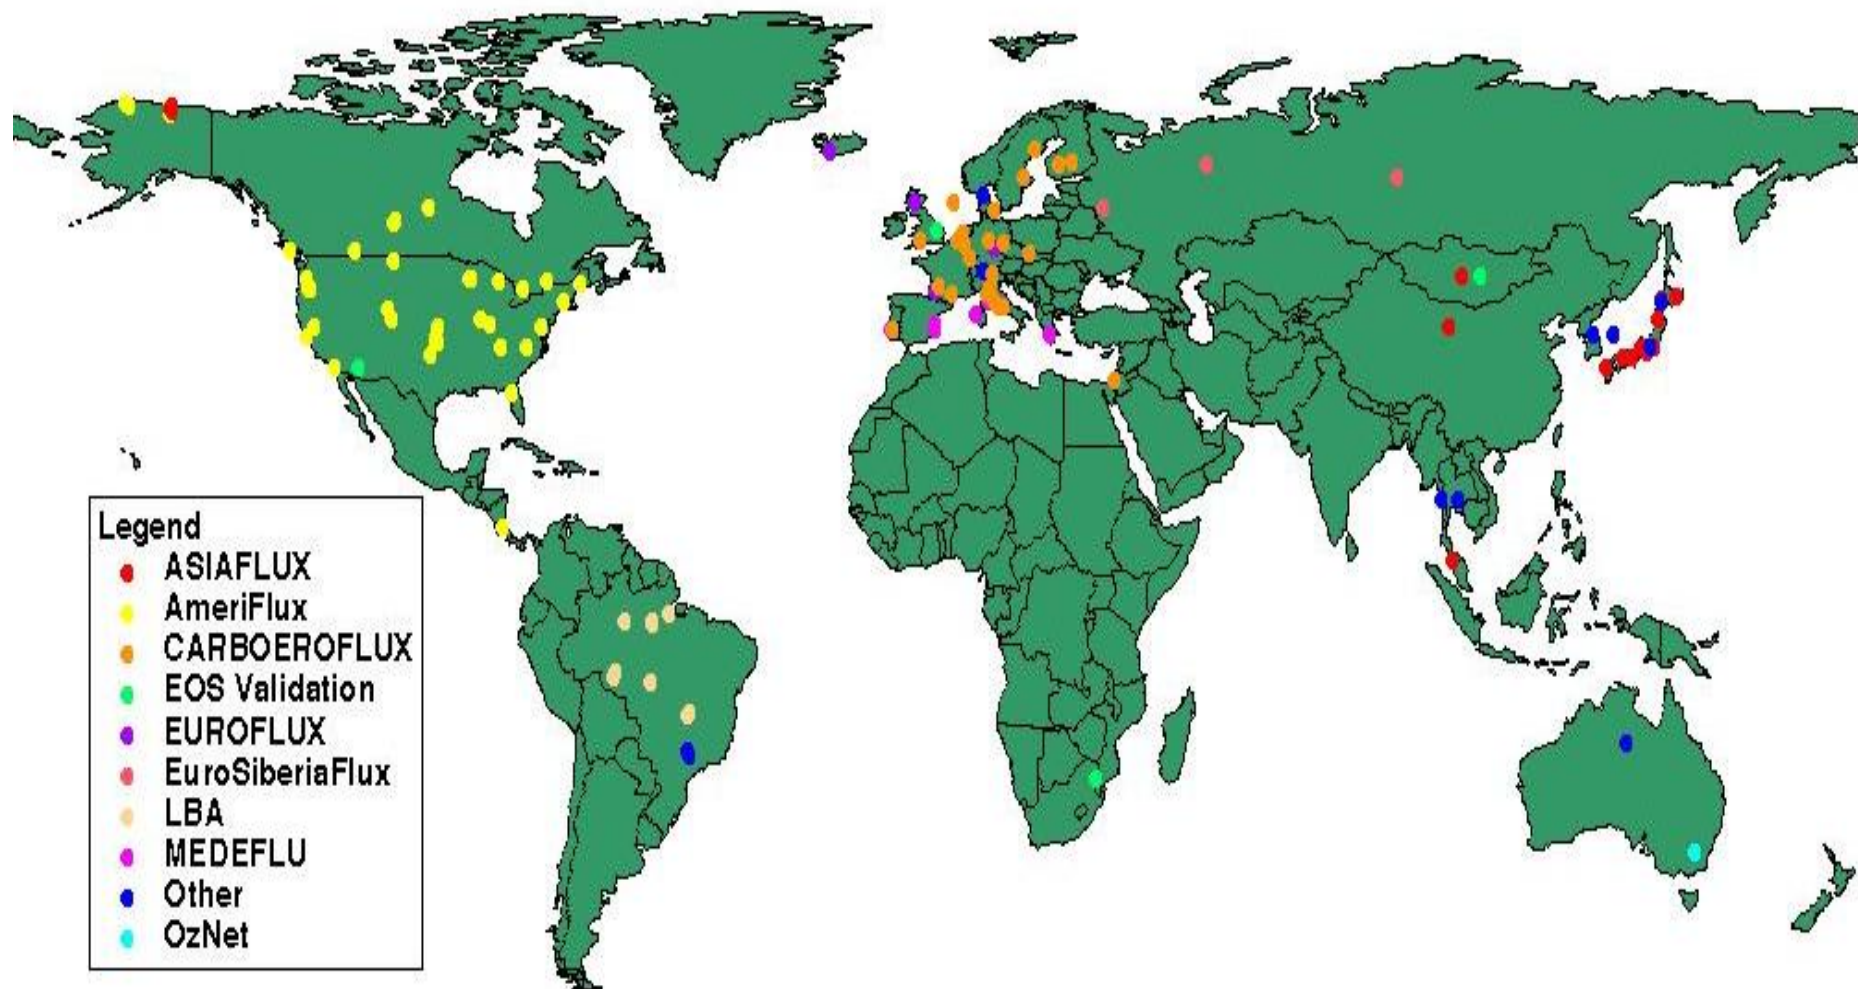 Legend
ASIAFLUX
AmeriFlux
CARBOEROFLUX
EOS Validation
EUROFLUX
EuroSiberiaFlux
LBA
MEDEFLU
Other
OzNet